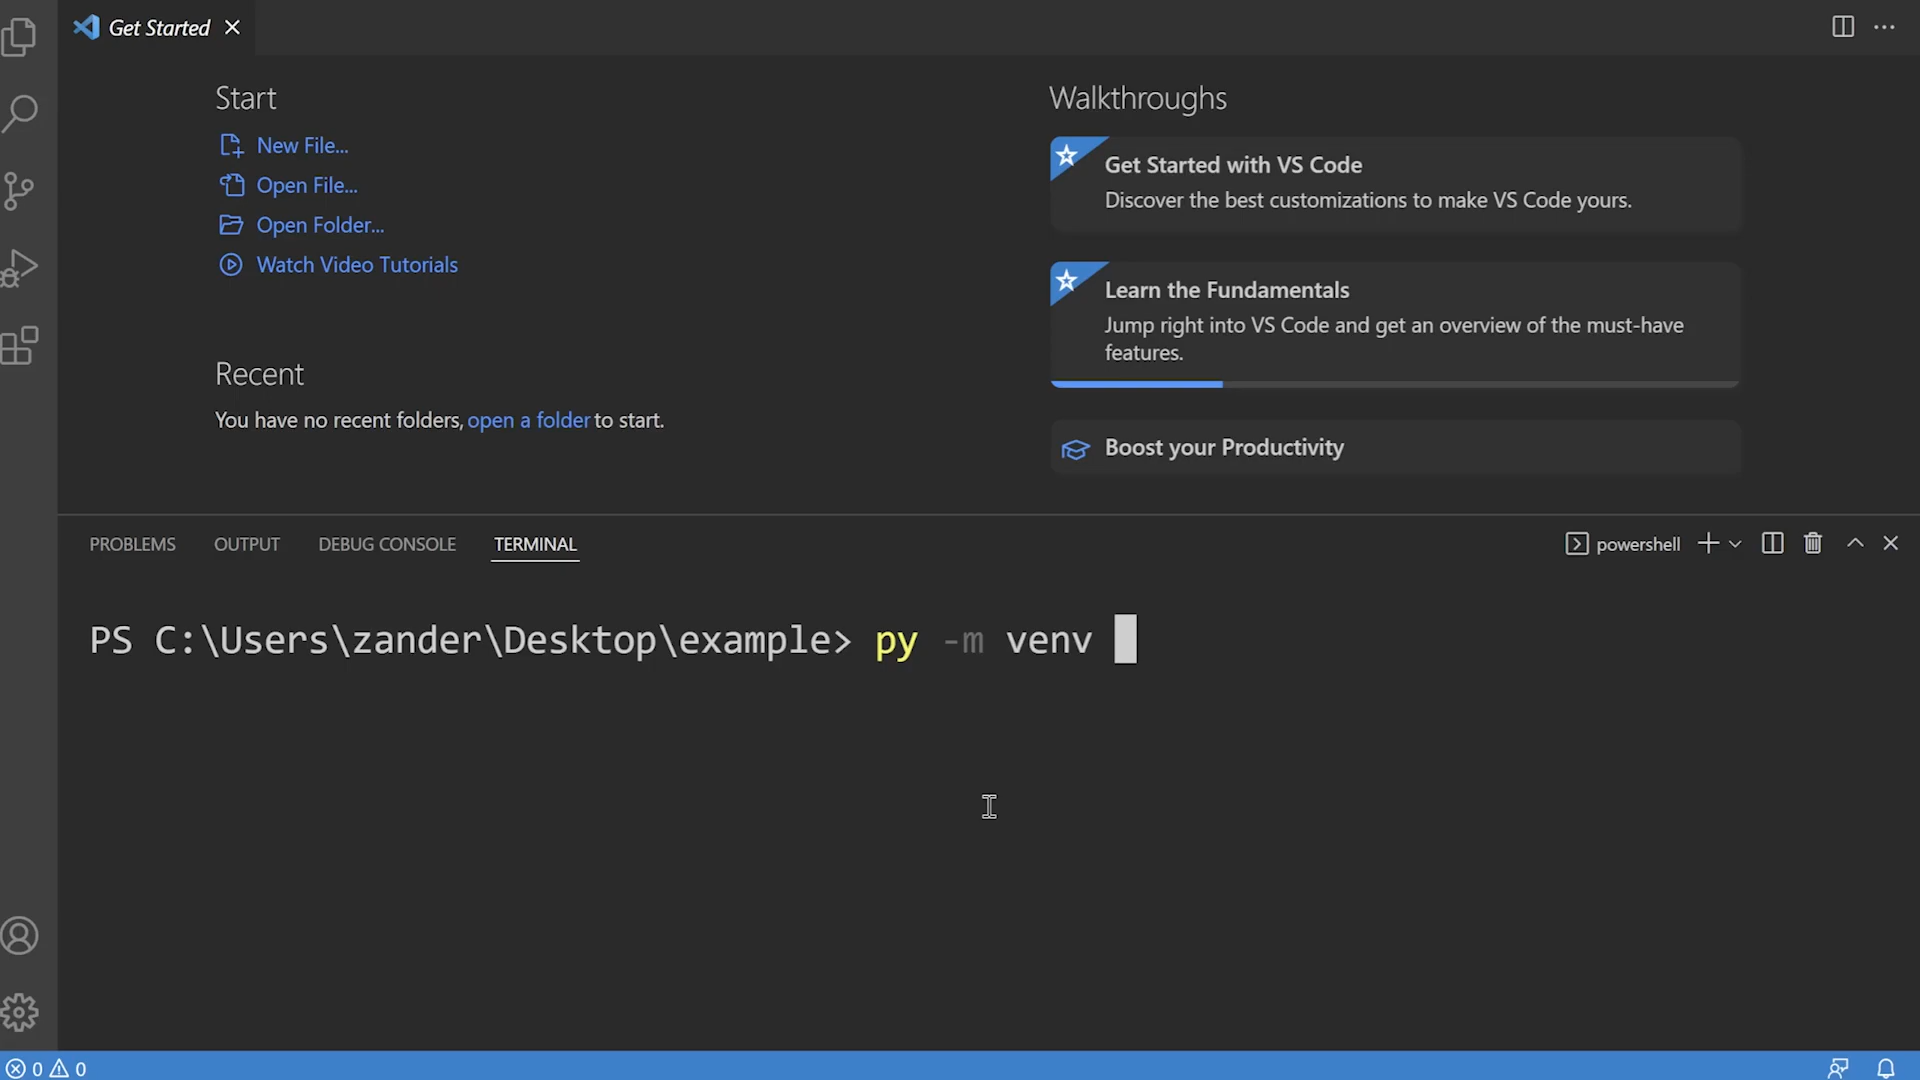 Get Started
Start
New File...
Open File...
Open Folder...
Watch Video Tutorials
Recent
You have no recent folders, open a folder to start.
Walkthroughs
Get Started with VS Code
Discover the best customizations to make VS Code yours.
Learn the Fundamentals
Jump right into VS Code and get an overview of the must-have
features.
Boost your Productivity
PROBLEMS OUTPUT DEBUG CONSOLE TERMINAL powershell
PS C:\Users\zander\Desktop\example> py -m venv
0 0